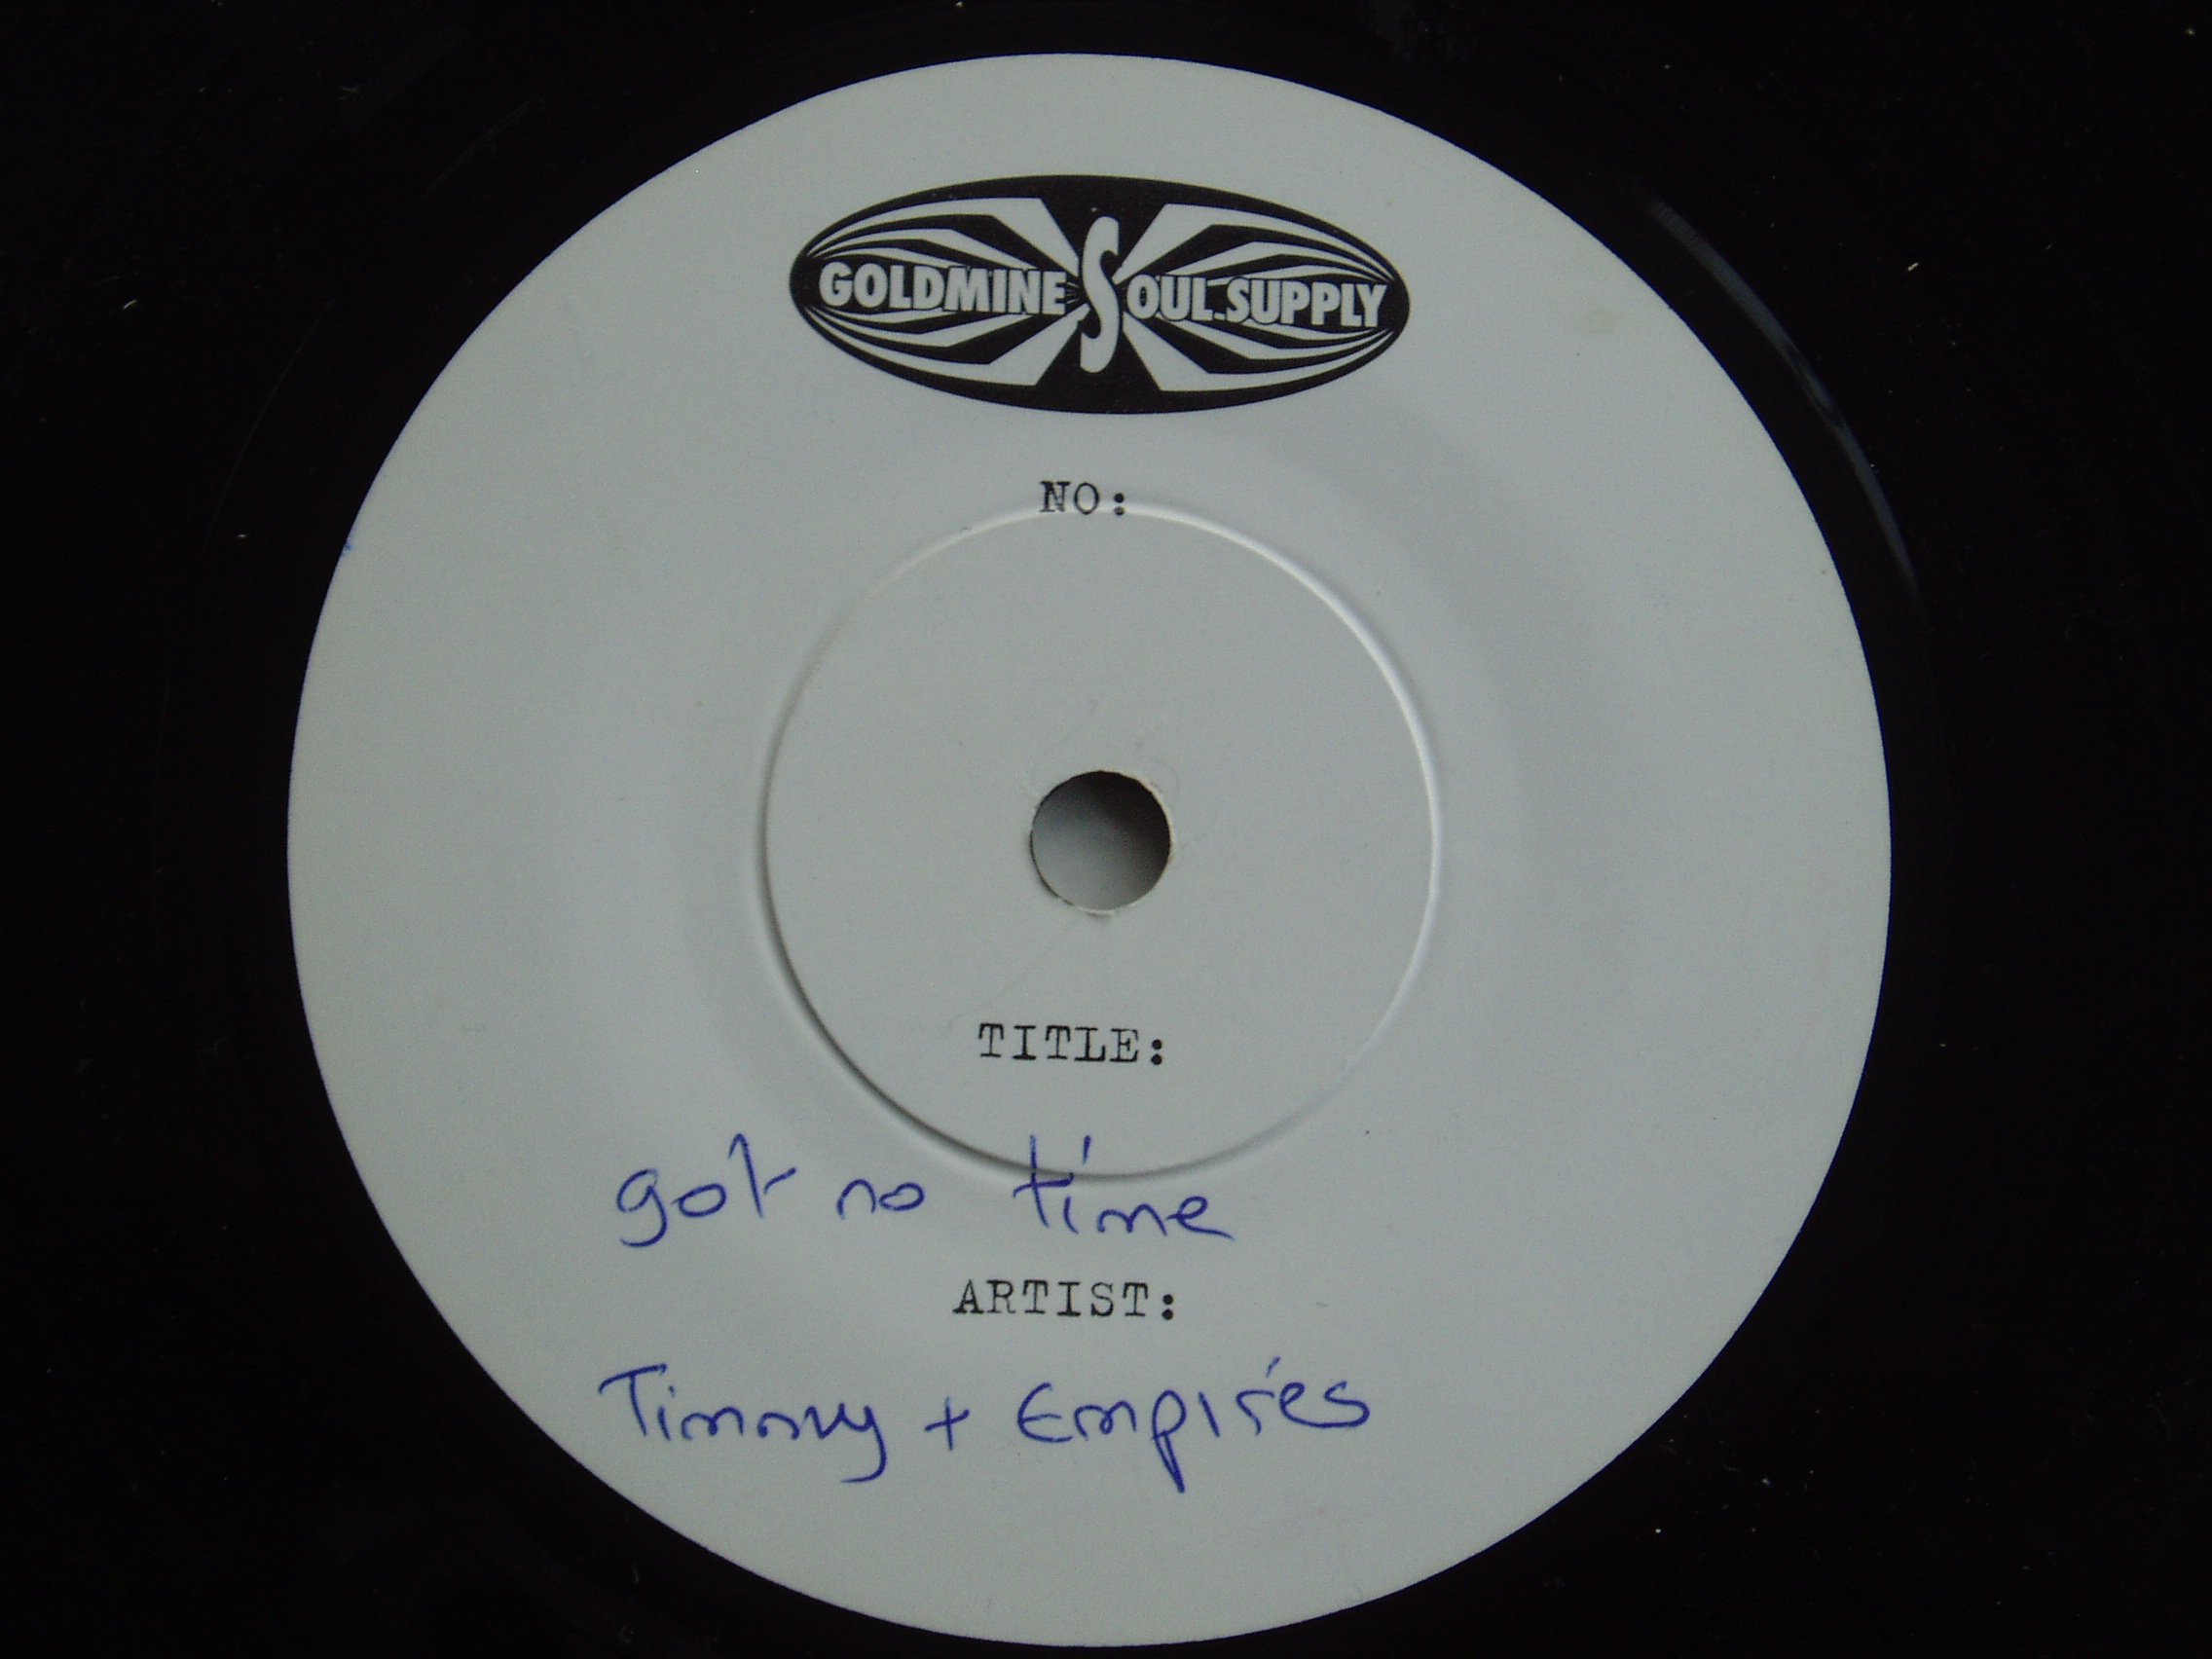 GOLDMINE SOUL SUPPLY
NO:
TITLE:
got no time
ARTIST:
Timmy + Empires